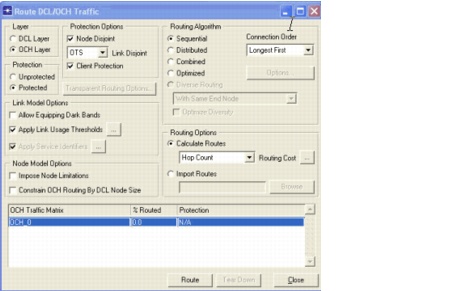 Route DCL/OCH Traffic
Layer
DCL Layer
OCH Layer
Protection
Unprotected
Protected
Protection Options
Node Disjoint
OTS
Link Disjoint
Client Protection
Transparent Routing Options...
Link Model Options
Allow Equipping Dark Bands
Apply Link Usage Thresholds ...
Apply Service Identifiers ...
Node Model Options
Impose Node Limitations
Constrain OCH Routing By DCL Node Size
Routing Algorithm
Sequential
Distributed
Combined
Optimized
Diverse Routing
With Same End Node
Optimize Diversity
Connection Order
Longest First
Options
Routing Options
Calculate Routes
Hop Count
Routing Cost ...
Import Routes
Browse
OCH Traffic Matrix % Routed Protection
OCH_0 0.0 N/A
Route Tear Down Close